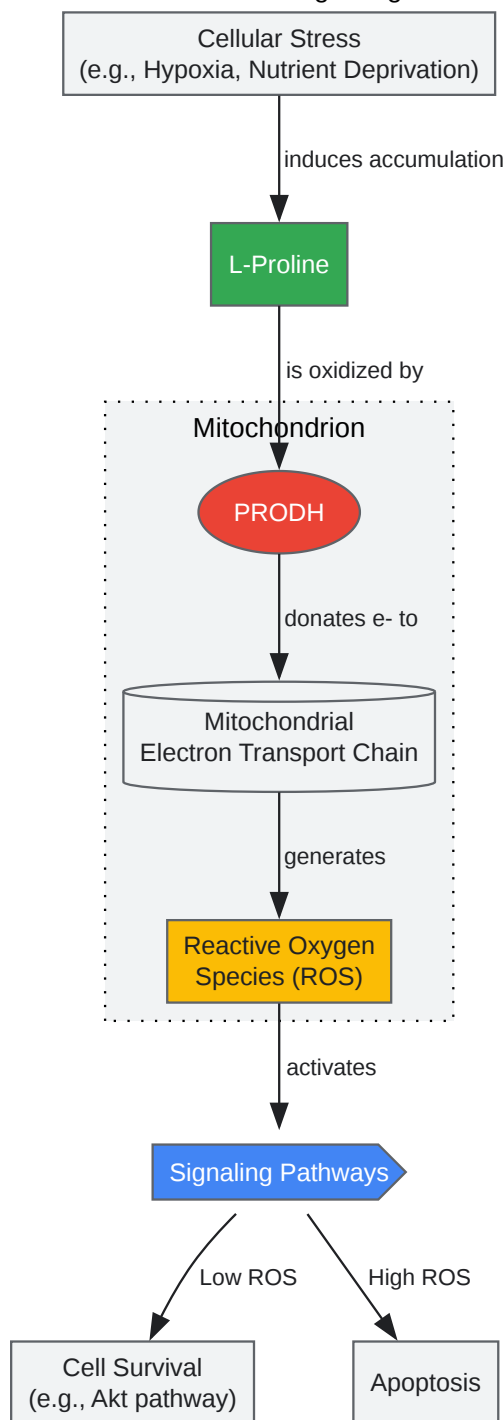 Cellular Stress
(e.g., Hypoxia, Nutrient Deprivation)
induces accumulation
L-Proline
is oxidized by
Mitochondrion
PRODH
donates e- to
Mitochondrial
Electron Transport Chain
generates
Reactive Oxygen
Species (ROS)
activates
Signaling Pathways
Low ROS
High ROS
Cell Survival
(e.g., Akt pathway)
Apoptosis